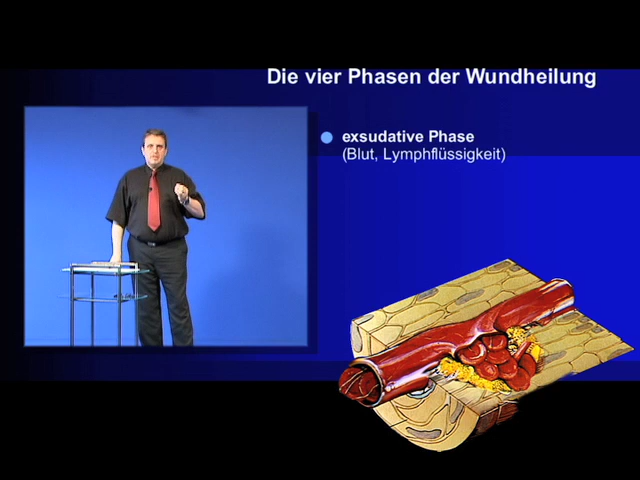 Die vier Phasen der Wundheilung
exsudative Phase
(Blut, Lymphflüssigkeit)